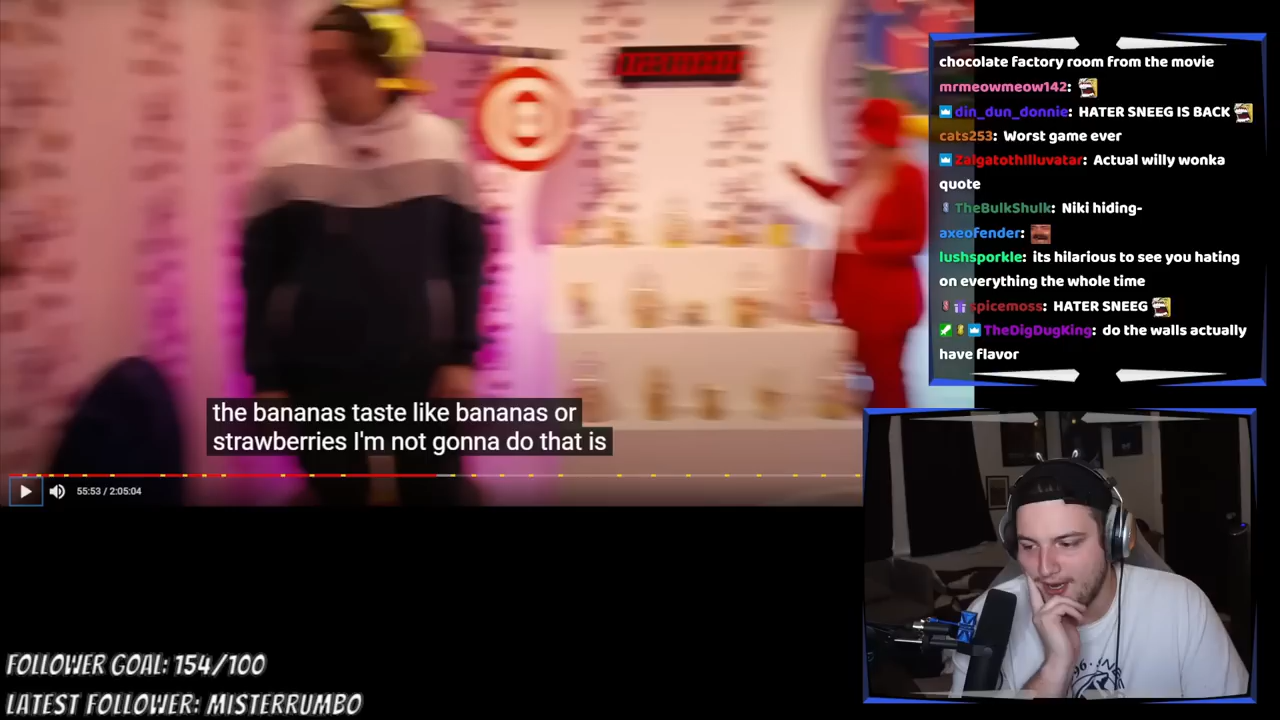 chocolate factory room from the movie
mrmeowmeow142:
din_dun_donnie: HATER SNEEG IS BACK
cats253: Worst game ever
Zalgatothilluvatar: Actual willy wonka
quote
TheBulkShulk: Niki hiding-
axeofender:
lushsporkle: its hilarious to see you hating
on everything the whole time
spicemoss: HATER SNEEG
TheDigDugKing: do the walls actually
have flavor
the bananas taste like bananas or
strawberries I'm not gonna do that is
55:53 / 2:05:04
FOLLOWER GOAL: 154/100
LATEST FOLLOWER: MISTERRUMBO